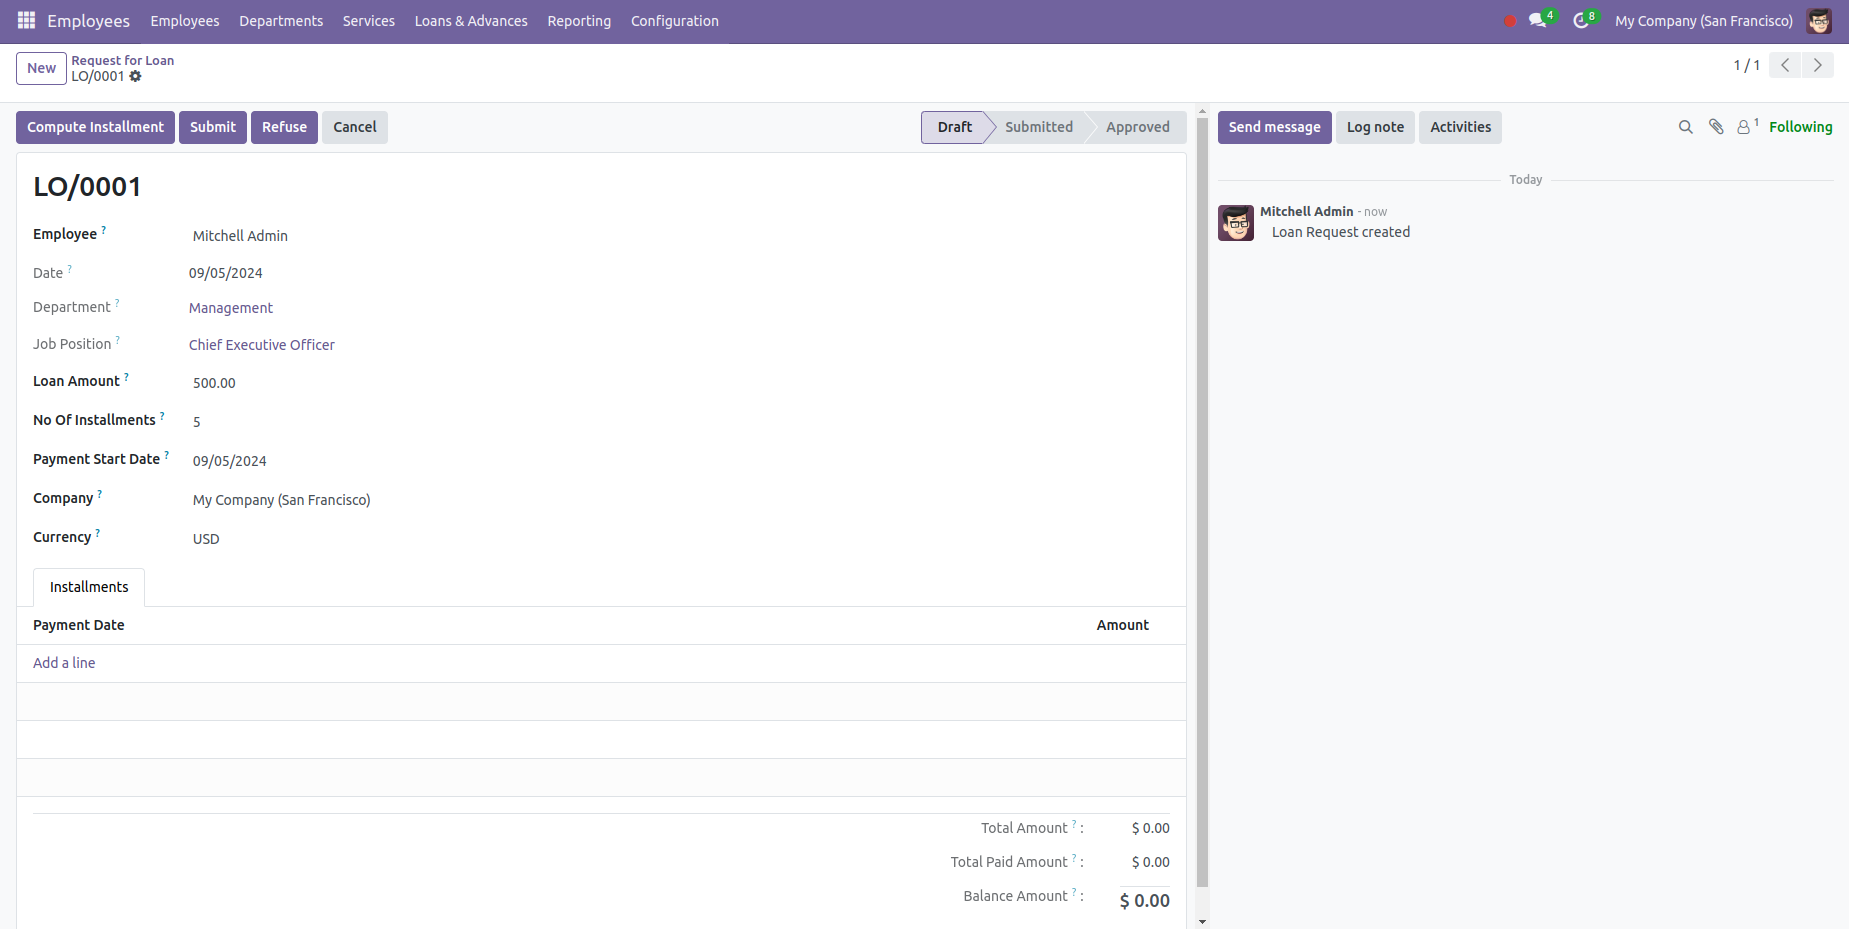 Employees Employees Departments Services Loans & Advances Reporting Configuration 4 8 My Company (San Francisco)
New Request for Loan
LO/0001
1 / 1
Compute Installment Submit Refuse Cancel Draft Submitted Approved Send message Log note Activities 1 Following
LO/0001
Employee ? Mitchell Admin
Date ? 09/05/2024
Department ? Management
Job Position ? Chief Executive Officer
Loan Amount ? 500.00
No Of Installments ? 5
Payment Start Date ? 09/05/2024
Company ? My Company (San Francisco)
Currency ? USD
Installments
Payment Date Amount
Add a line
Total Amount ? : $ 0.00
Total Paid Amount ? : $ 0.00
Balance Amount ? : $ 0.00
Today
Mitchell Admin - now
Loan Request created